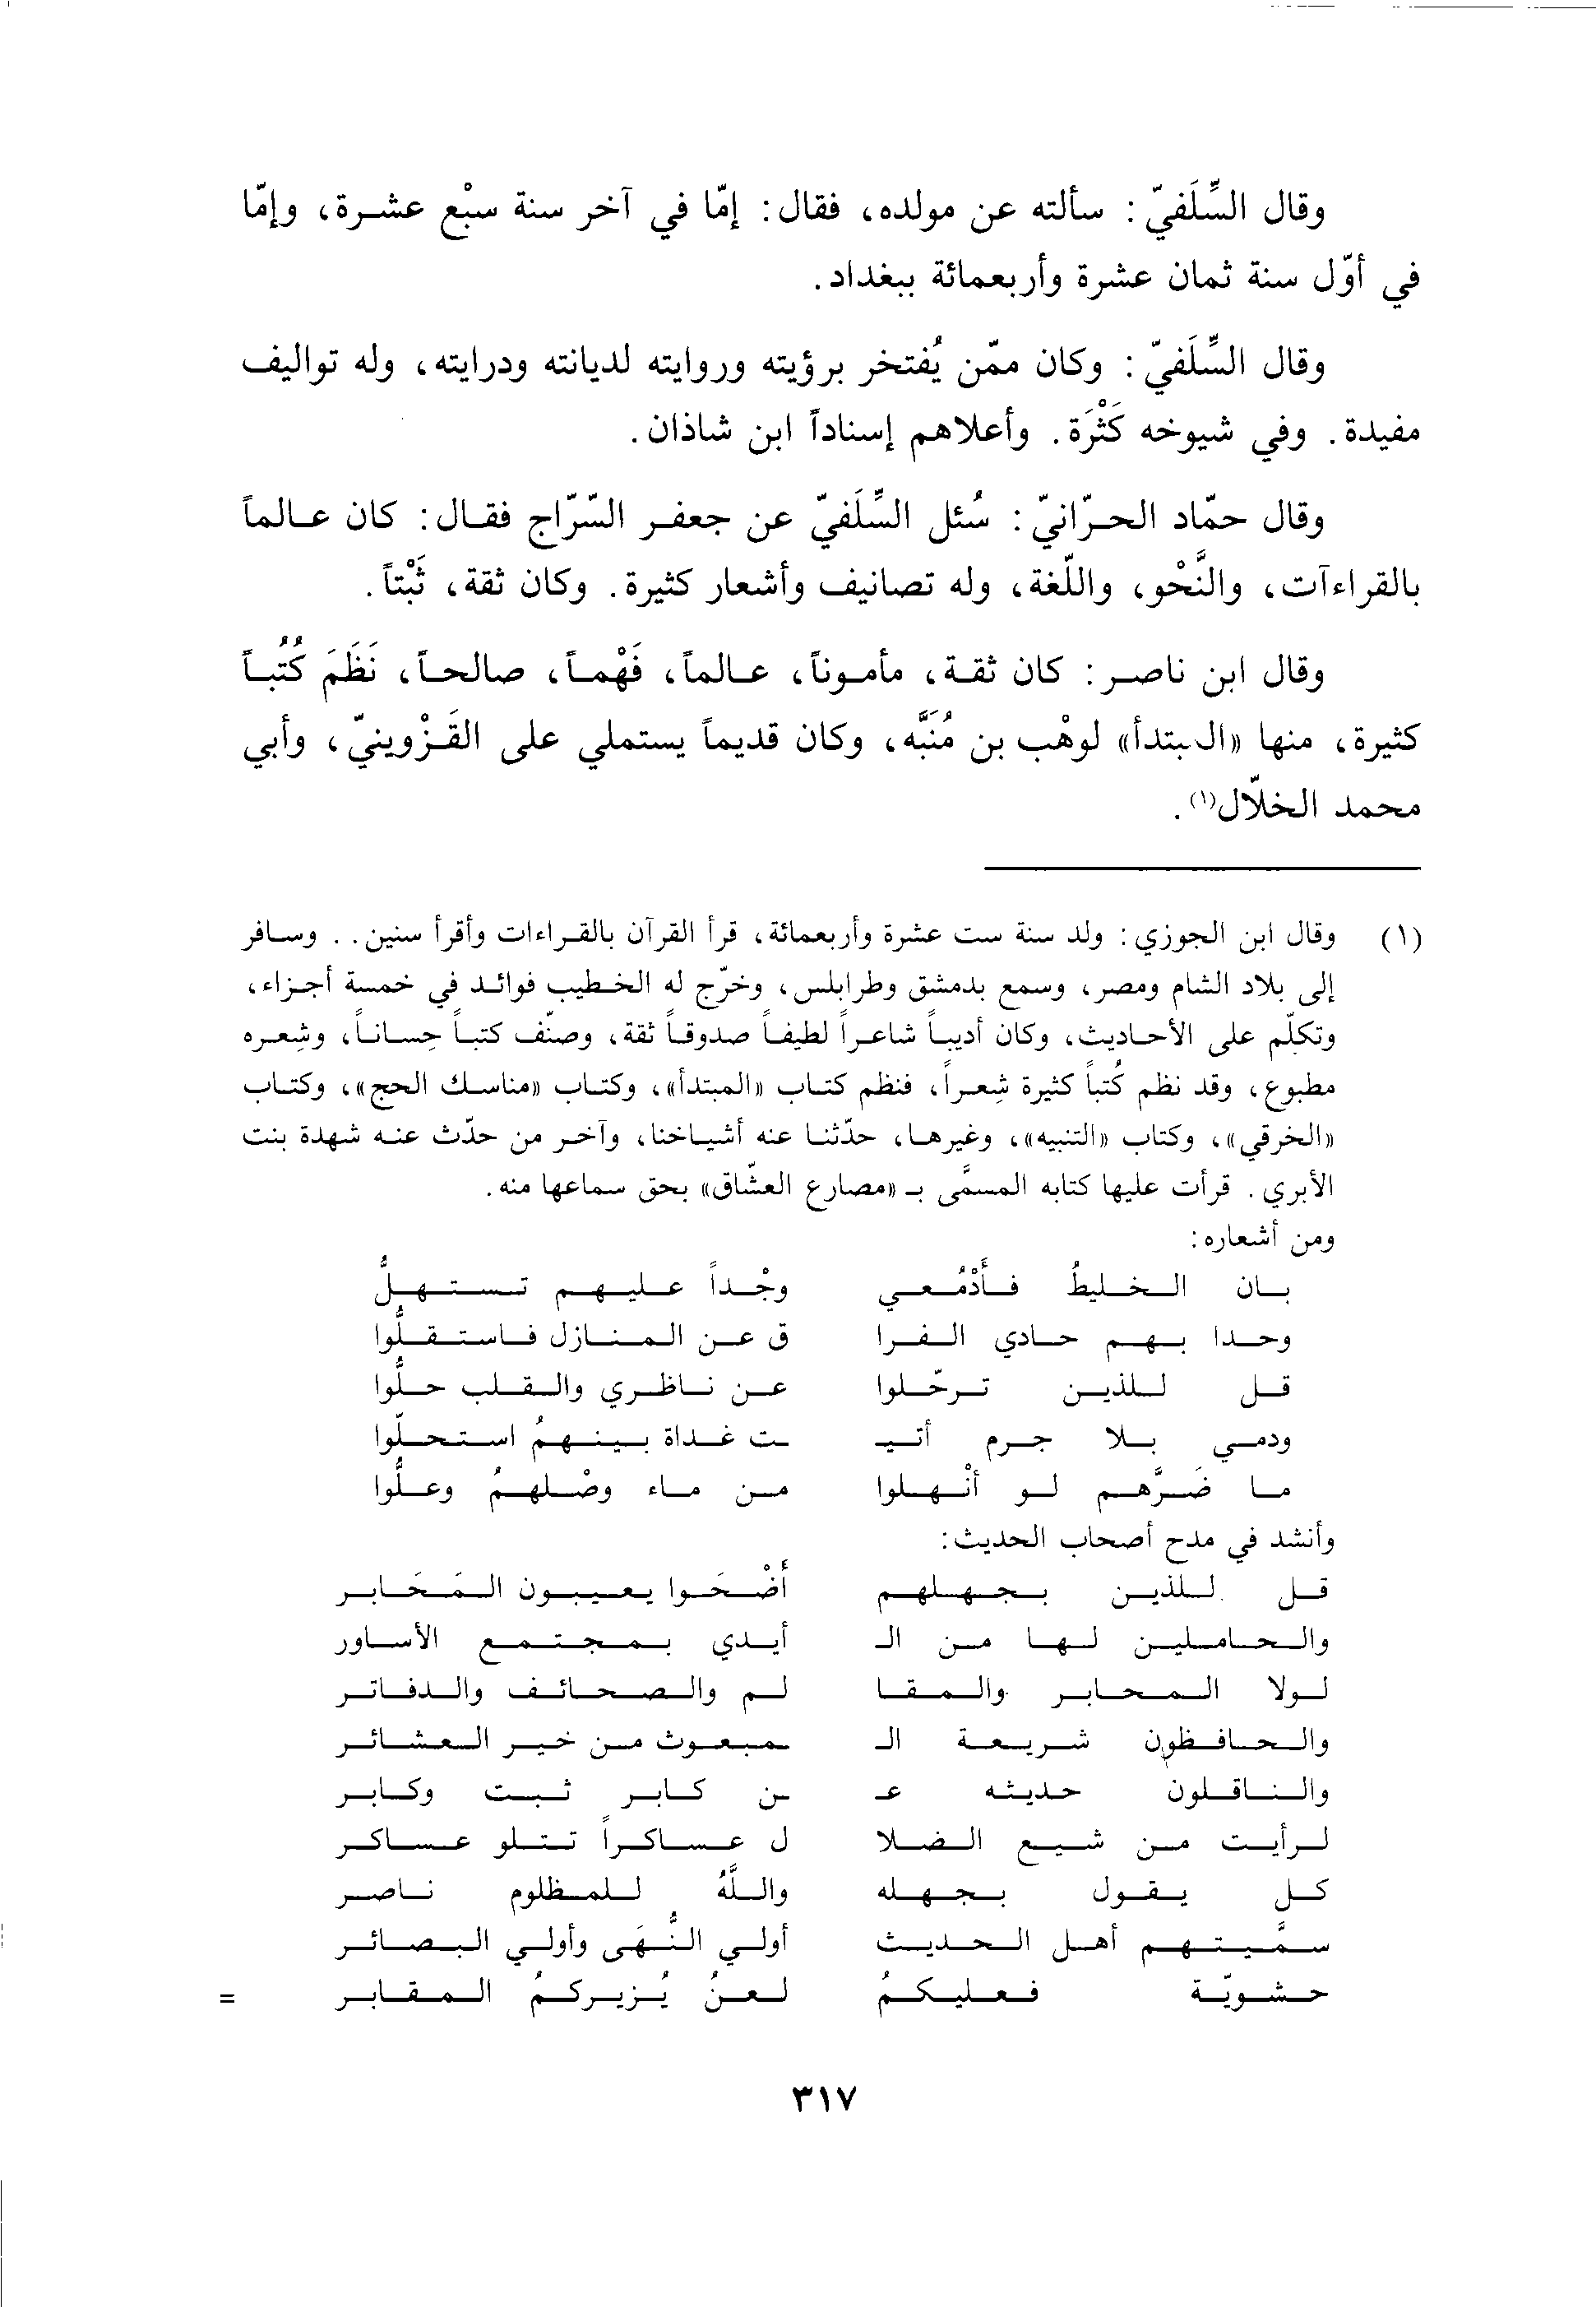 وقال السِّلَفيّ: سألته عن مولده، فقال: إمّا في آخر سنة سبْع عشرة، وإمّا
في أوّل سنة ثمان عشرة وأربعمائة ببغداد.
وقال السِّلَفيّ: وكان ممّن يُفتخر برؤيته وروايته لديانته ودرايته، وله تواليف
مفيدة. وفي شيوخه كَثْرَة. وأعلاهم إسناداً ابن شاذان.
وقال حمّاد الحرّانيّ: سُئل السِّلَفيّ عن جعفر السّرّاج فقال: كان عالماً
بالقراءآت، والنَّحْو، واللّغة، وله تصانيف وأشعار كثيرة. وكان ثقة، ثَبْتاً.
وقال ابن ناصر: كان ثقة، مأموناً، عالماً، فَهْماً، صالحاً، نَظَمَ كُتُباً
كثيرة، منها «المبتدأ» لوهْب بن مُنَبَّه، وكان قديماً يستملي على القَزْوينيّ، وأبي
محمد الخلّال(١).
(١) وقال ابن الجوزي: ولد سنة ست عشرة وأربعمائة، قرأ القرآن بالقراءات وأقرأ سنين.. وسافر
إلى بلاد الشام ومصر، وسمع بدمشق وطرابلس، وخرّج له الخطيب فوائد في خمسة أجزاء،
وتكلّم على الأحاديث، وكان أديباً شاعراً لطيفاً صدوقاً ثقة، وصنّف كتباً حِساناً، وشِعره
مطبوع، وقد نظم كُتباً كثيرة شِعراً، فنظم كتاب «المبتدأ»، وكتاب «مناسك الحج»، وكتاب
«الخرقي»، وكتاب «التنبيه»، وغيرها، حدّثنا عنه أشياخنا، وآخر من حدّث عنه شهدة بنت
الأبري. قرأت عليها كتابه المسمَّى بـ «مصارع العشّاق» بحق سماعها منه.
ومن أشعاره:
بان الخليطُ فأَدْمُعي وجْداً عليهم تستهلُّ
وحدا بهم حادي الفرا ق عن المنازل فاستقلُّوا
قل للذين ترحّلوا عن ناظري والقلب حلُّوا
ودمي بلا جرم أتيـ ـت غداة بينهمُ استحلّوا
ما ضَرَّهم لو أنْهلوا من ماء وصْلهمُ وعلُّوا
وأنشد في مدح أصحاب الحديث:
قل للذين بجهلهم أَضْحَوا يعيبون المَحَابر
والحاملين لها من الـ أيدي بمجتمع الأساور
لولا المحابر والمقا لم والصحائف والدفاتر
والحافظون شريعة الـ ـمبعوث من خير العشائر
والناقلون حديثه عـ ـن كابر ثبت وكابر
لرأيت من شيع الضلا ل عساكراً تتلو عساكر
كل يقول بجهله واللَّهُ للمظلوم ناصر
سمَّيتهم أهل الحديث أولي النُّهَى وأولي البصائر
حشويّة فعليكمُ لعنٌ يُزيركمُ المقابر =
٣١٧